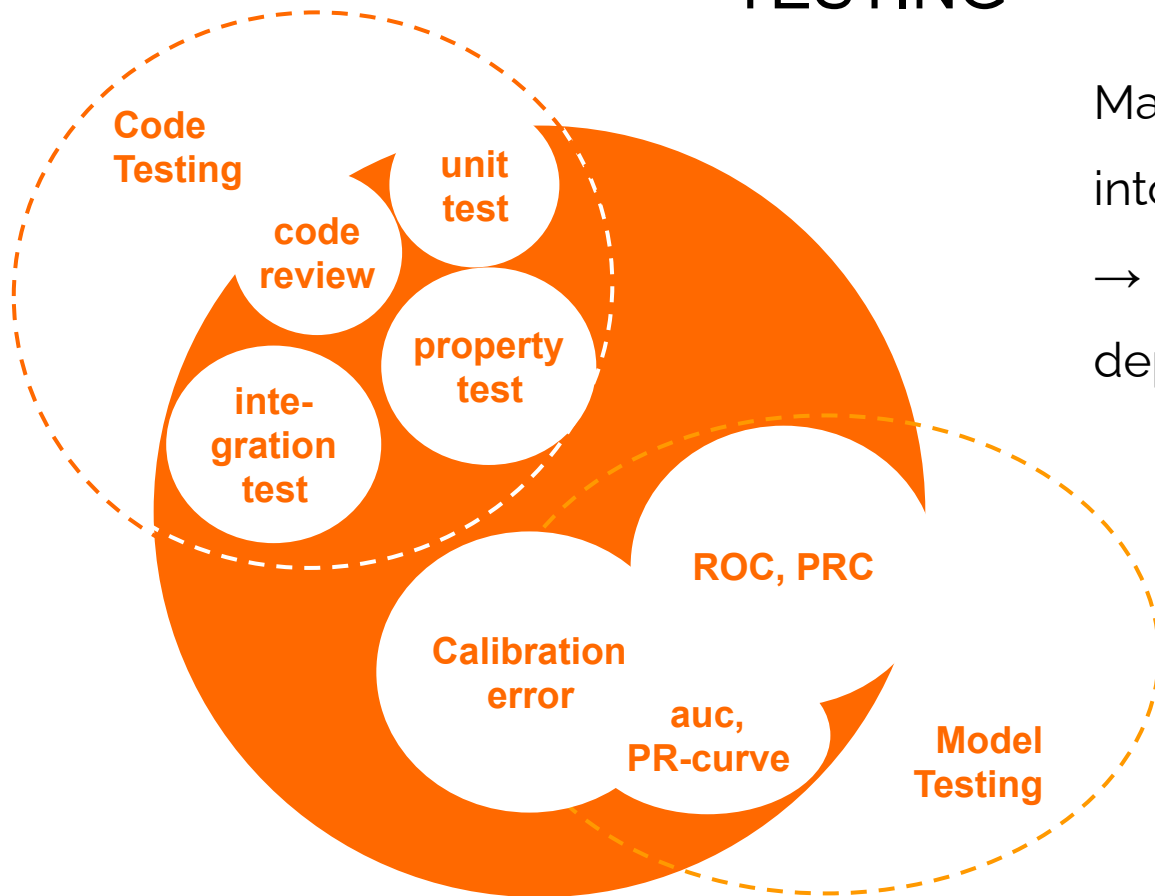 TESTING
Code
Testing
unit
test
code
review
property
test
inte-
gration
test
ROC, PRC
Calibration
error
auc,
PR-curve
Model
Testing
→